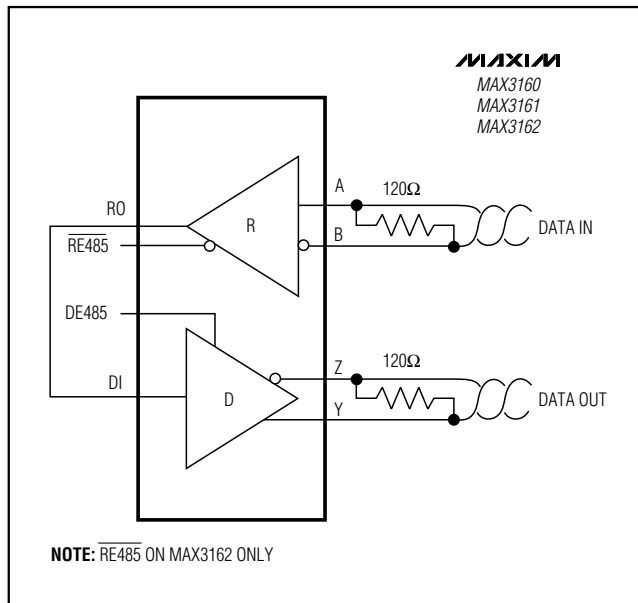 MAXIM
MAX3160
MAX3161
MAX3162
A
120Ω
RO
R
DATA IN
RE485
B
DE485
Z
120Ω
DI
D
DATA OUT
Y
NOTE: RE485 ON MAX3162 ONLY